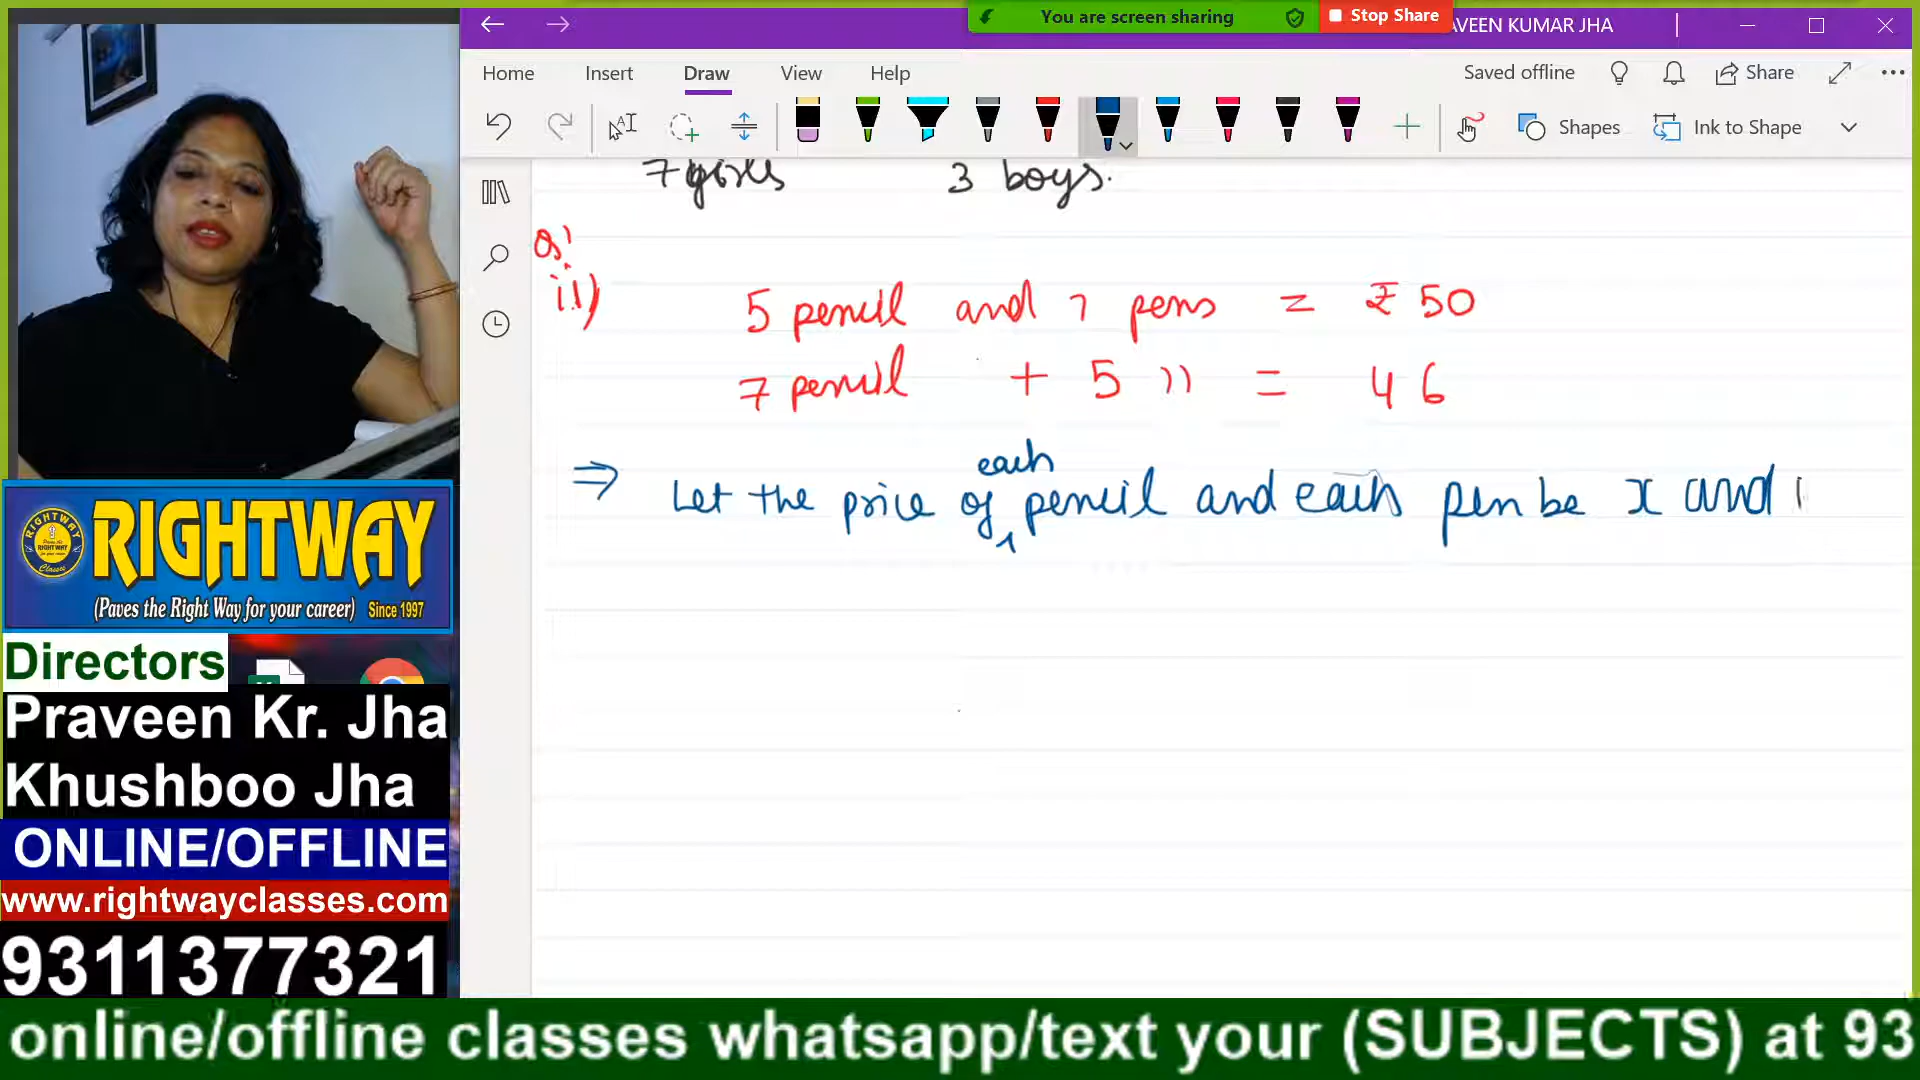 You are screen sharing
Stop Share
AVEEN KUMAR JHA
Home Insert Draw View Help
Saved offline Share
Shapes Ink to Shape
7 girls 3 boys.
Qs!
ii) 5 pencil and 7 pens = ₹ 50
7 pencil + 5 " = 46
⇒ Let the price of each pencil and each pen be x and
RIGHTWAY
(Paves the Right Way for your career) Since 1997
Directors
Praveen Kr. Jha
Khushboo Jha
ONLINE/OFFLINE
www.rightwayclasses.com
9311377321
online/offline classes whatsapp/text your (SUBJECTS) at 93